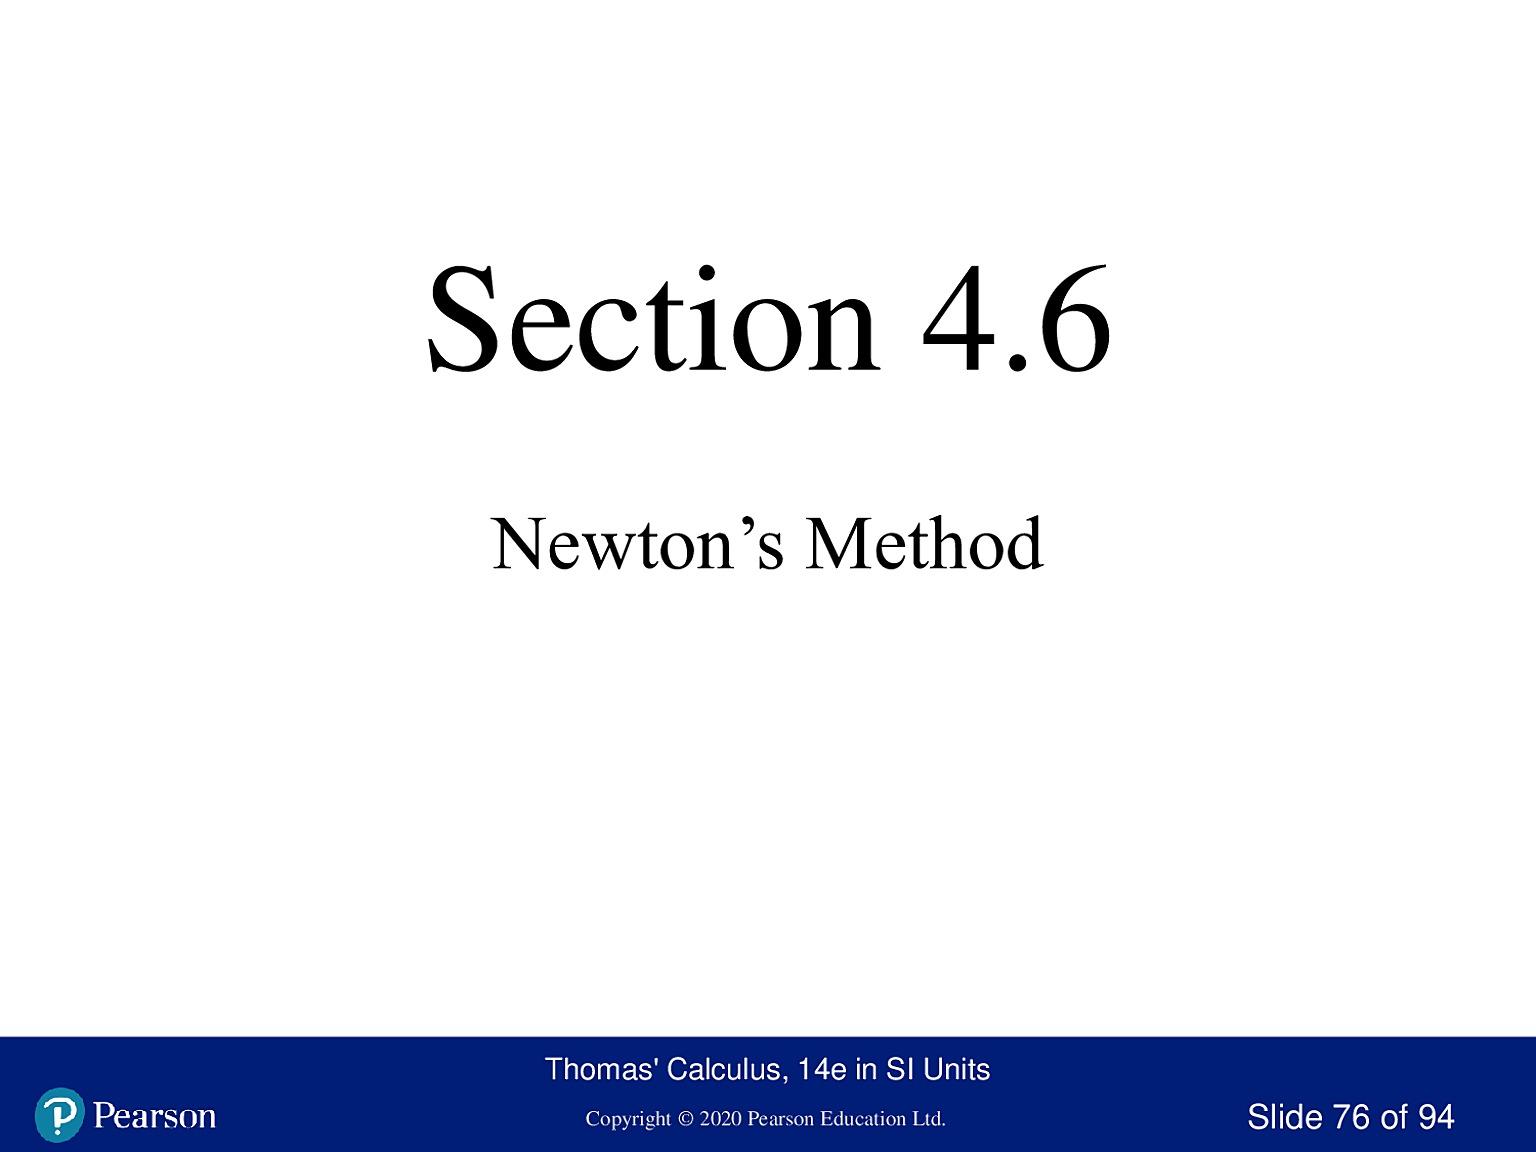 Section 4.6
Newton’s Method
Thomas' Calculus, 14e in SI Units
Pearson
Copyright © 2020 Pearson Education Ltd.
Slide 76 of 94